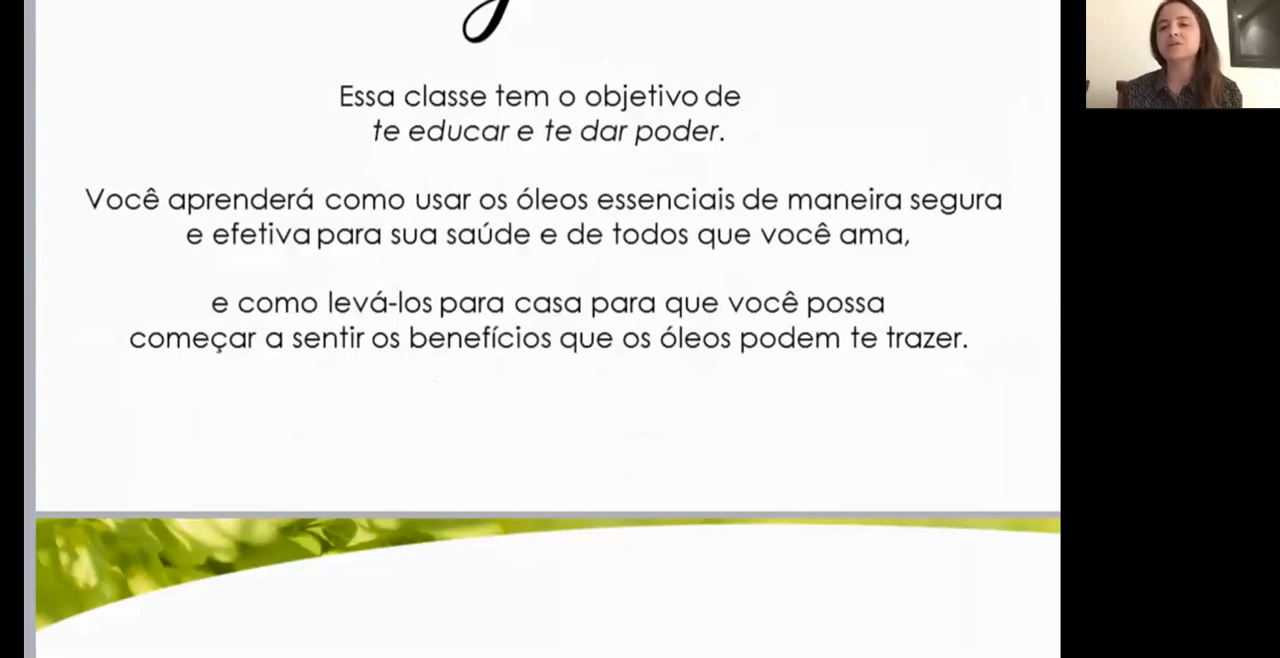 Essa classe tem o objetivo de
te educar e te dar poder.
Você aprenderá como usar os óleos essenciais de maneira segura
e efetiva para sua saúde e de todos que você ama,
e como levá-los para casa para que você possa
começar a sentir os benefícios que os óleos podem te trazer.